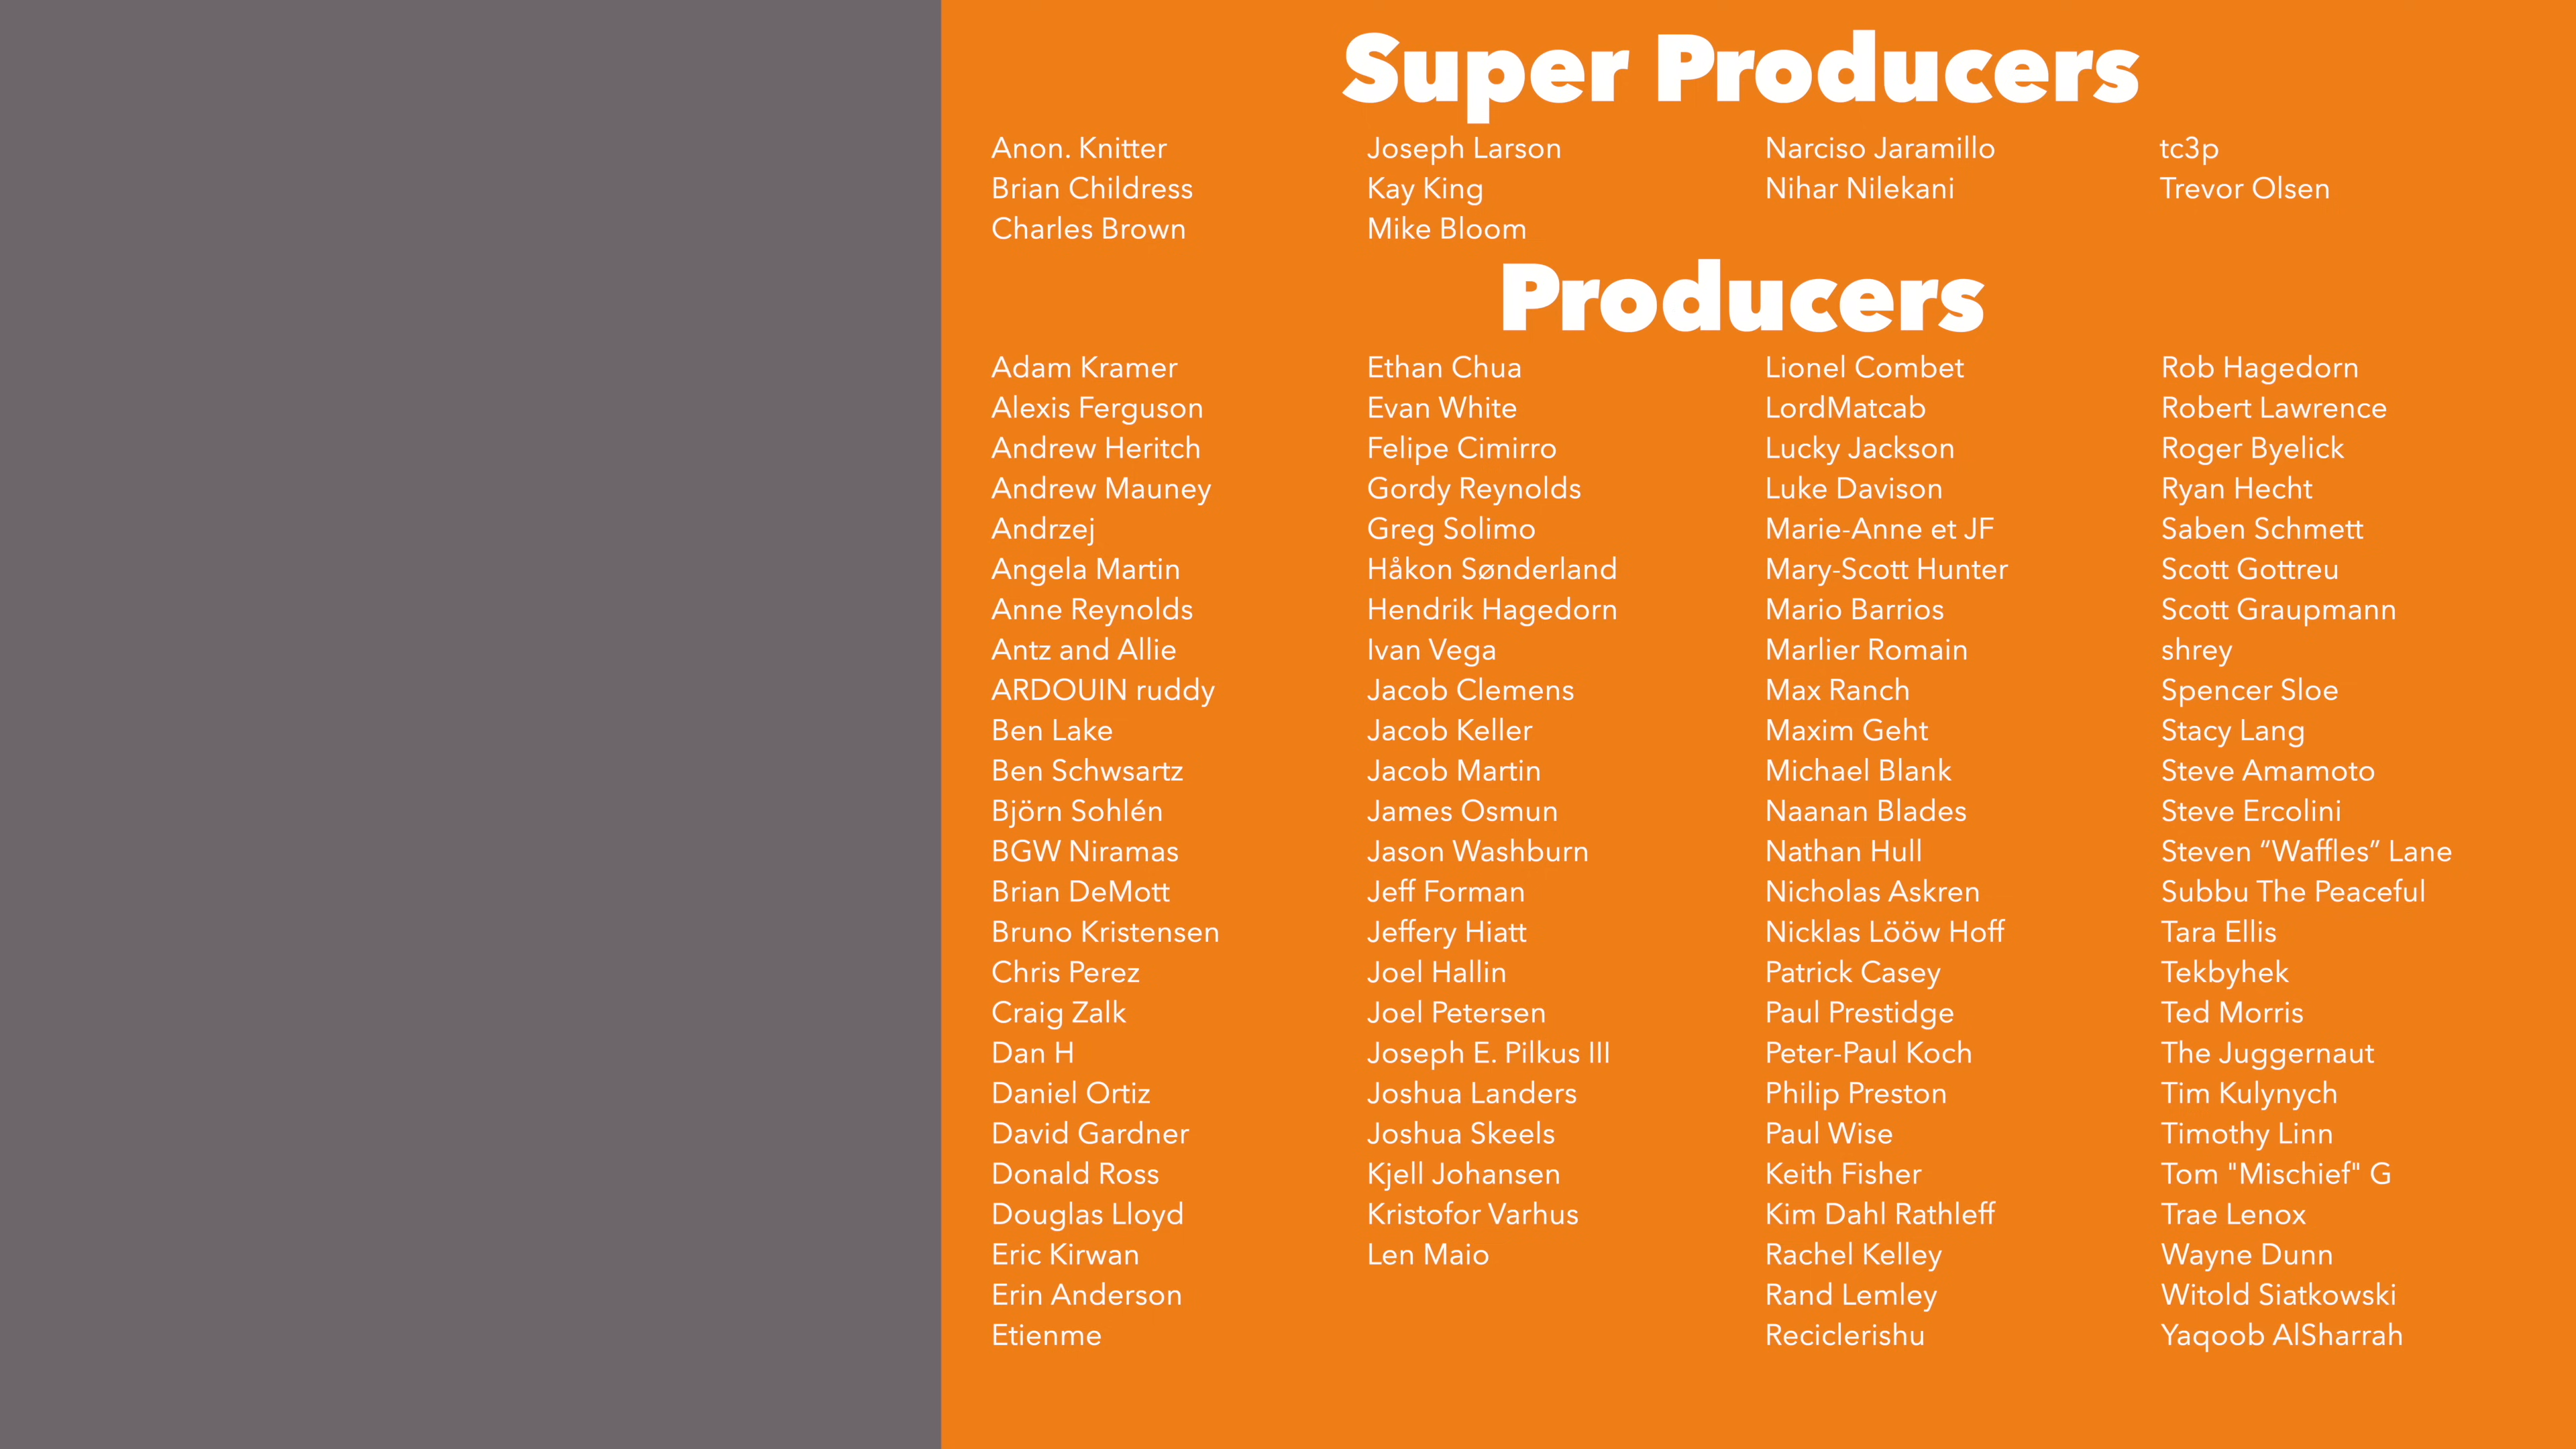 Super Producers
Anon. Knitter
Brian Childress
Charles Brown
Joseph Larson
Kay King
Mike Bloom
Narciso Jaramillo
Nihar Nilekani
tc3p
Trevor Olsen
Producers
Adam Kramer
Alexis Ferguson
Andrew Heritch
Andrew Mauney
Andrzej
Angela Martin
Anne Reynolds
Antz and Allie
ARDOUIN ruddy
Ben Lake
Ben Schwsartz
Björn Sohlén
BGW Niramas
Brian DeMott
Bruno Kristensen
Chris Perez
Craig Zalk
Dan H
Daniel Ortiz
David Gardner
Donald Ross
Douglas Lloyd
Eric Kirwan
Erin Anderson
Etienme
Ethan Chua
Evan White
Felipe Cimirro
Gordy Reynolds
Greg Solimo
Håkon Sønderland
Hendrik Hagedorn
Ivan Vega
Jacob Clemens
Jacob Keller
Jacob Martin
James Osmun
Jason Washburn
Jeff Forman
Jeffery Hiatt
Joel Hallin
Joel Petersen
Joseph E. Pilkus III
Joshua Landers
Joshua Skeels
Kjell Johansen
Kristofor Varhus
Len Maio
Lionel Combet
LordMatcab
Lucky Jackson
Luke Davison
Marie-Anne et JF
Mary-Scott Hunter
Mario Barrios
Marlier Romain
Max Ranch
Maxim Geht
Michael Blank
Naanan Blades
Nathan Hull
Nicholas Askren
Nicklas Lööw Hoff
Patrick Casey
Paul Prestidge
Peter-Paul Koch
Philip Preston
Paul Wise
Keith Fisher
Kim Dahl Rathleff
Rachel Kelley
Rand Lemley
Reciclerishu
Rob Hagedorn
Robert Lawrence
Roger Byelick
Ryan Hecht
Saben Schmett
Scott Gottreu
Scott Graupmann
shrey
Spencer Sloe
Stacy Lang
Steve Amamoto
Steve Ercolini
Steven “Waffles” Lane
Subbu The Peaceful
Tara Ellis
Tekbyhek
Ted Morris
The Juggernaut
Tim Kulynych
Timothy Linn
Tom "Mischief" G
Trae Lenox
Wayne Dunn
Witold Siatkowski
Yaqoob AlSharrah